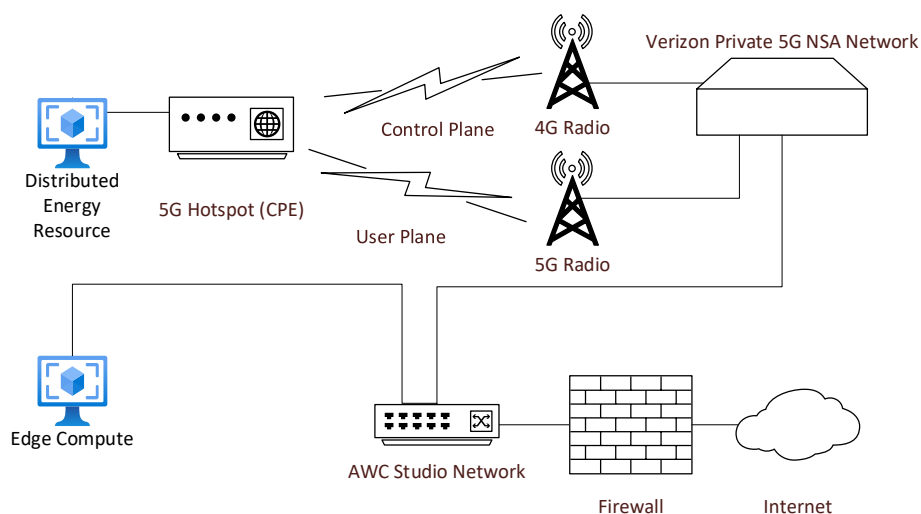 Verizon Private 5G NSA Network
Control Plane
4G Radio
Distributed
Energy
Resource
5G Hotspot (CPE)
User Plane
5G Radio
Edge Compute
AWC Studio Network
Firewall
Internet